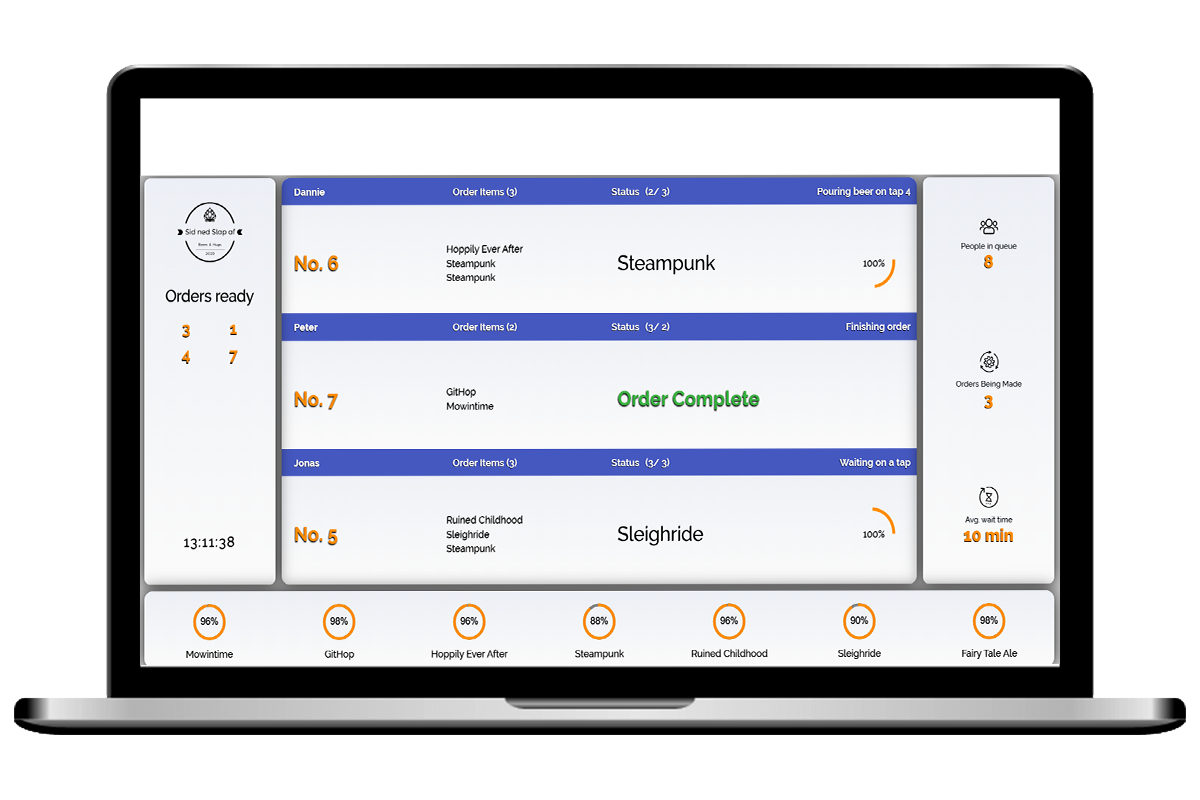 Sid ned Slap af
Beers & Hugs
2020
Orders ready
3 1
4 7
13:11:38
Dannie Order Items (3) Status (2/ 3) Pouring beer on tap 4
No. 6
Hoppily Ever After
Steampunk
Steampunk
Steampunk
100%
Peter Order Items (2) Status (3/ 2) Finishing order
No. 7
GitHop
Mowintime
Order Complete
Jonas Order Items (3) Status (3/ 3) Waiting on a tap
No. 5
Ruined Childhood
Sleighride
Steampunk
Sleighride
100%
People in queue
8
Orders Being Made
3
Avg. wait time
10 min
96% 98% 96% 88% 96% 90% 98%
Mowintime GitHop Hoppily Ever After Steampunk Ruined Childhood Sleighride Fairy Tale Ale